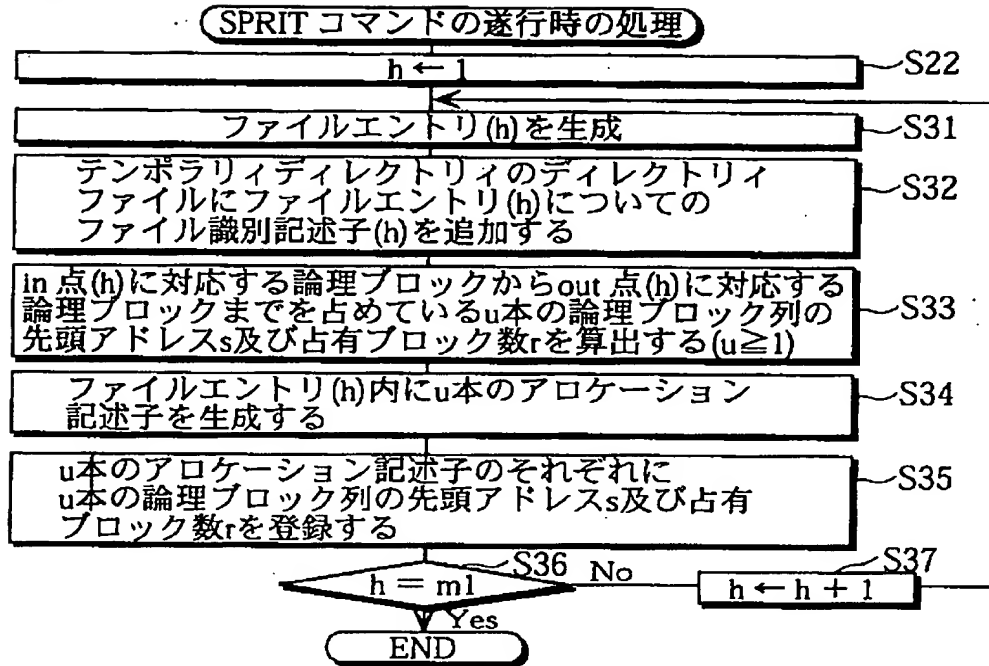 SPRIT コマンドの遂行時の処理
h ← 1
S22
ファイルエントリ(h)を生成
S31
テンポラリィディレクトリィのディレクトリィ
ファイルにファイルエントリ(h)についての
ファイル識別記述子(h)を追加する
S32
in 点(h)に対応する論理ブロックからout 点(h)に対応する
論理ブロックまでを占めているu本の論理ブロック列の
先頭アドレスs及び占有ブロック数rを算出する(u≧1)
S33
ファイルエントリ(h)内にu本のアロケーション
記述子を生成する
S34
u本のアロケーション記述子のそれぞれに
u本の論理ブロック列の先頭アドレスs及び占有
ブロック数rを登録する
S35
h = m1
S36
No
h ← h + 1
S37
Yes
END